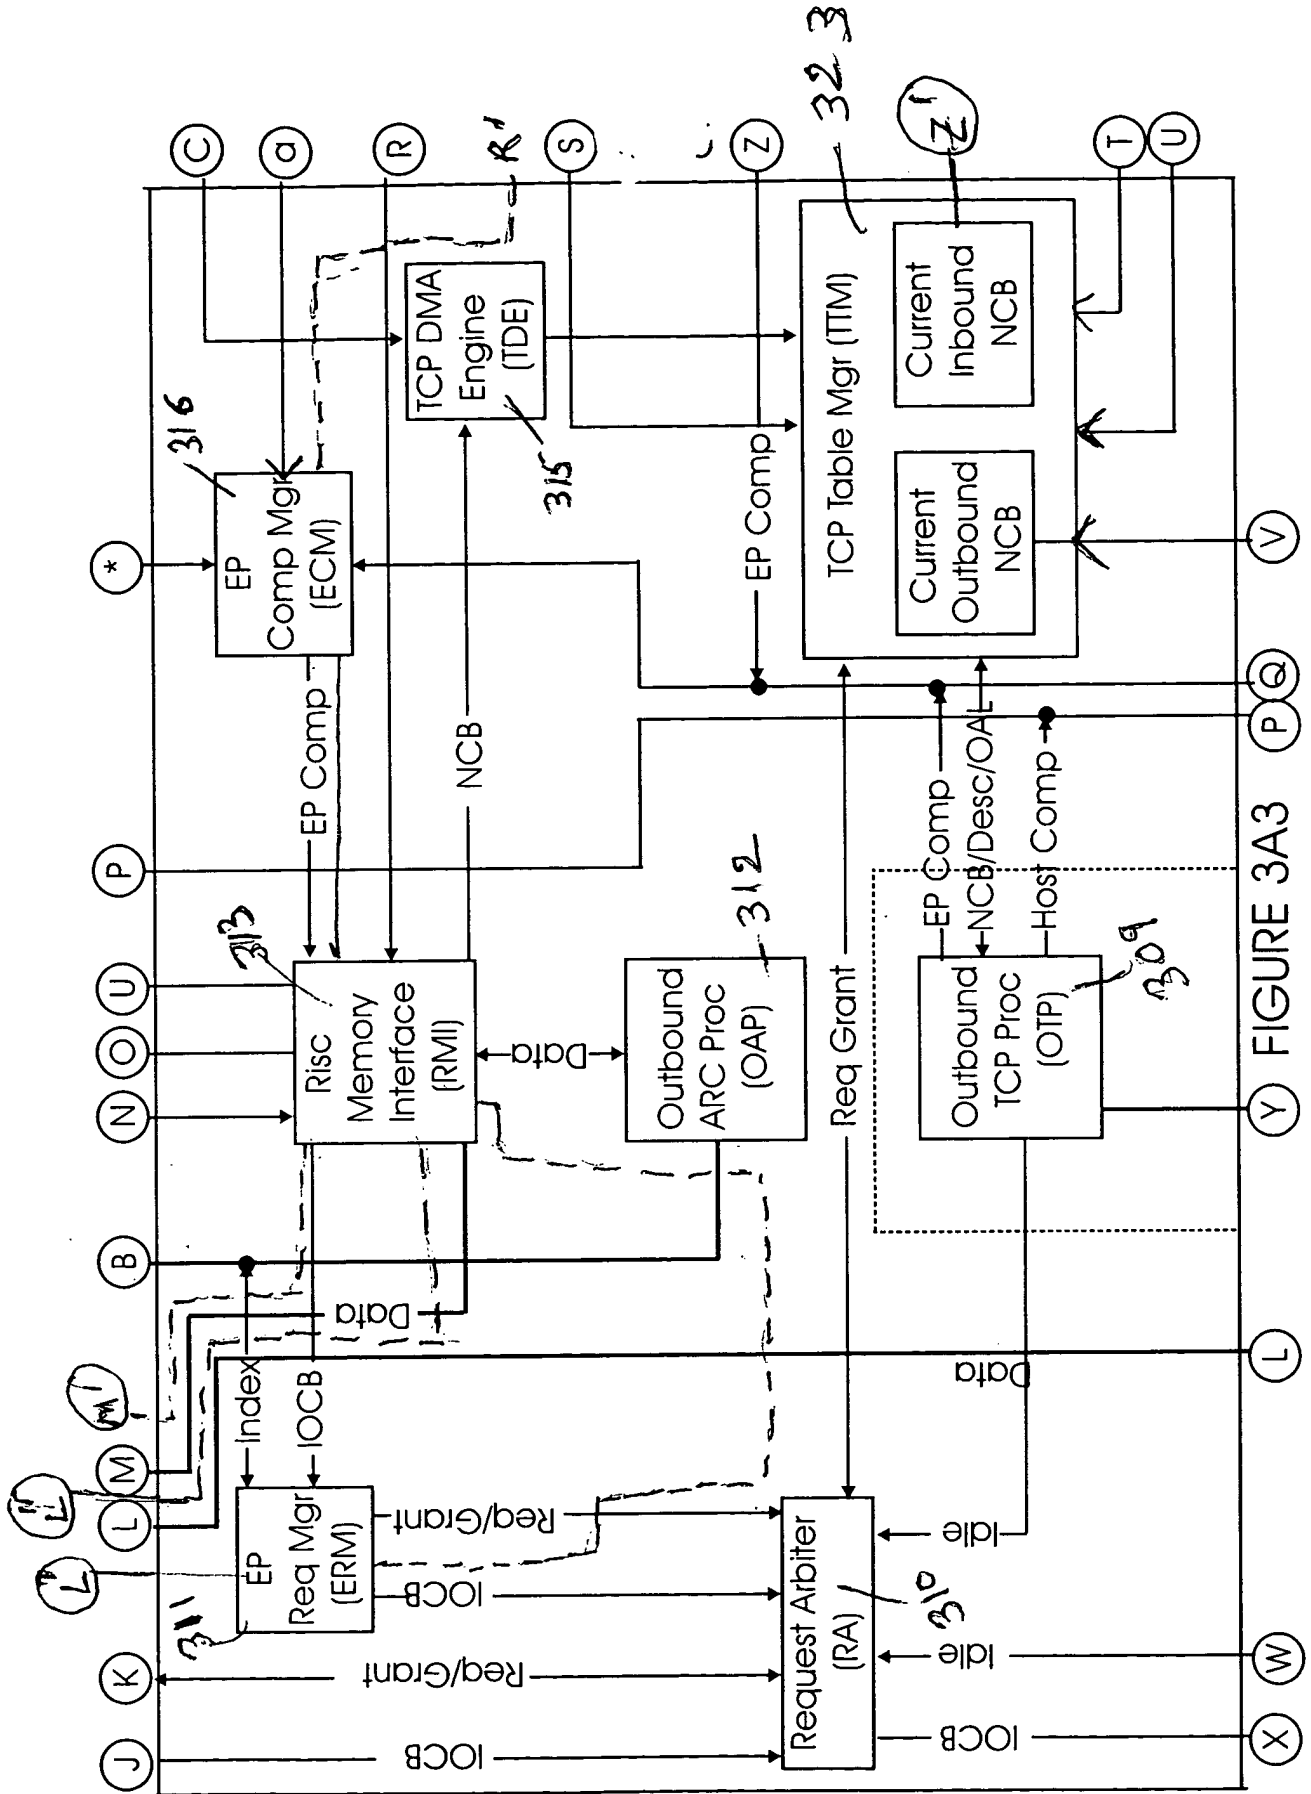 J
K
L'
L''
L
M
M'
B
N
O
U
P
*
C
a
R
R'
S
Z
T
U
311
EP
Req Mgr
(ERM)
Index
IOCB
Data
313
Risc
Memory
Interface
(RMI)
EP Comp
316
EP
Comp Mgr
(ECMI)
NCB
TCP DMA
Engine
(TDE)
315
IOCB
Req/Grant
IOCB
Req/Grant
Data
Outbound
ARC Proc
(OAP)
312
EP Comp
Request Arbiter
(RA)
310
Req Grant
TCP Table Mgr (TTM)
323
Current
Outbound
NCB
Current
Inbound
NCB
Z'
Idle
Idle
IOCB
Data
Outbound
TCP Proc
(OTP)
309
EP Comp
NCB/Desc/OAL
Host Comp
X
W
L
Y
P
Q
V
FIGURE 3A3